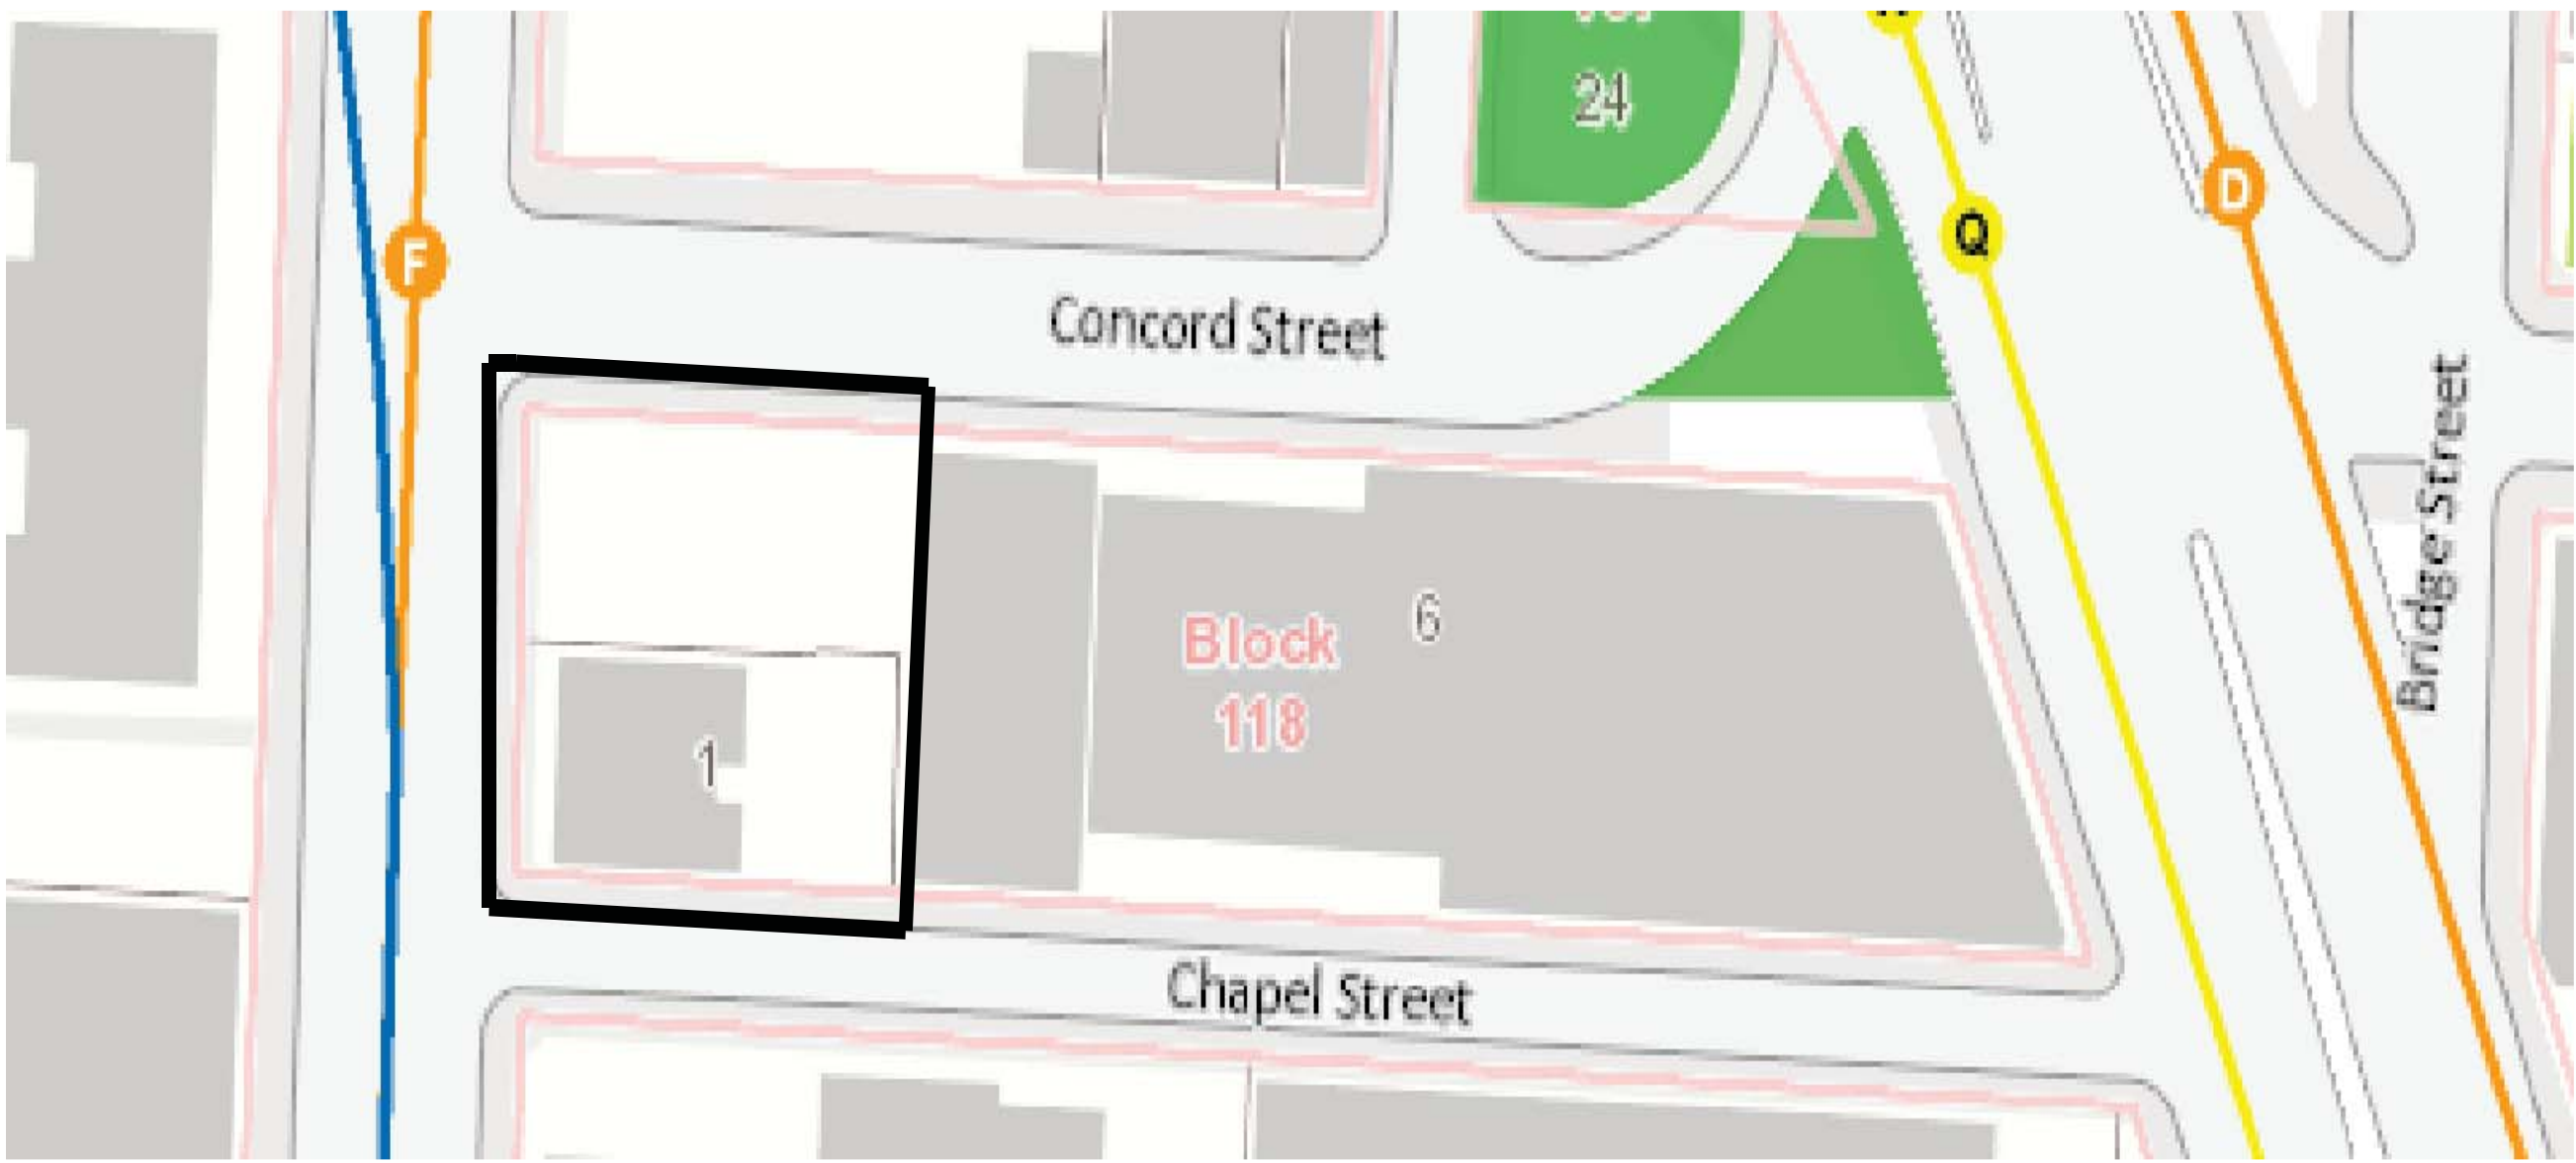 24
D
Q
F
Concord Street
Bridge Street
6
Block
118
1
Chapel Street